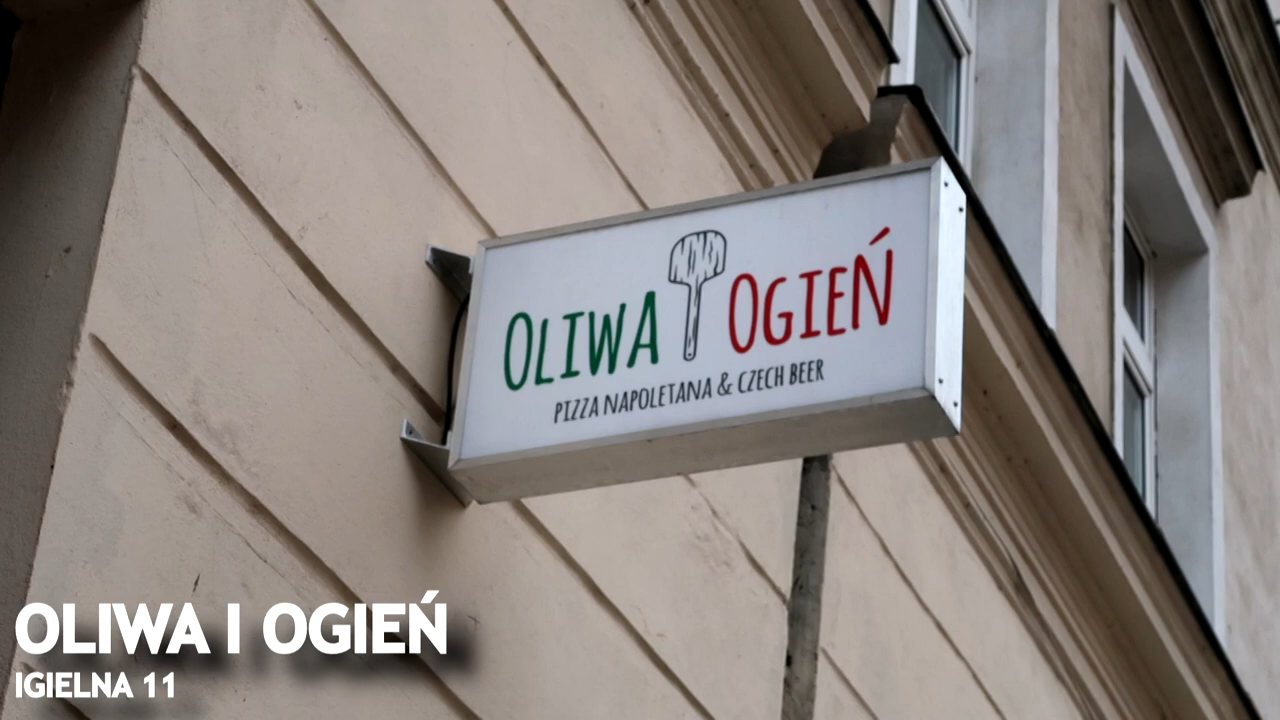 OLIWA OGIEŃ
PIZZA NAPOLETANA & CZECH BEER
OLIWA I OGIEŃ
IGIELNA 11